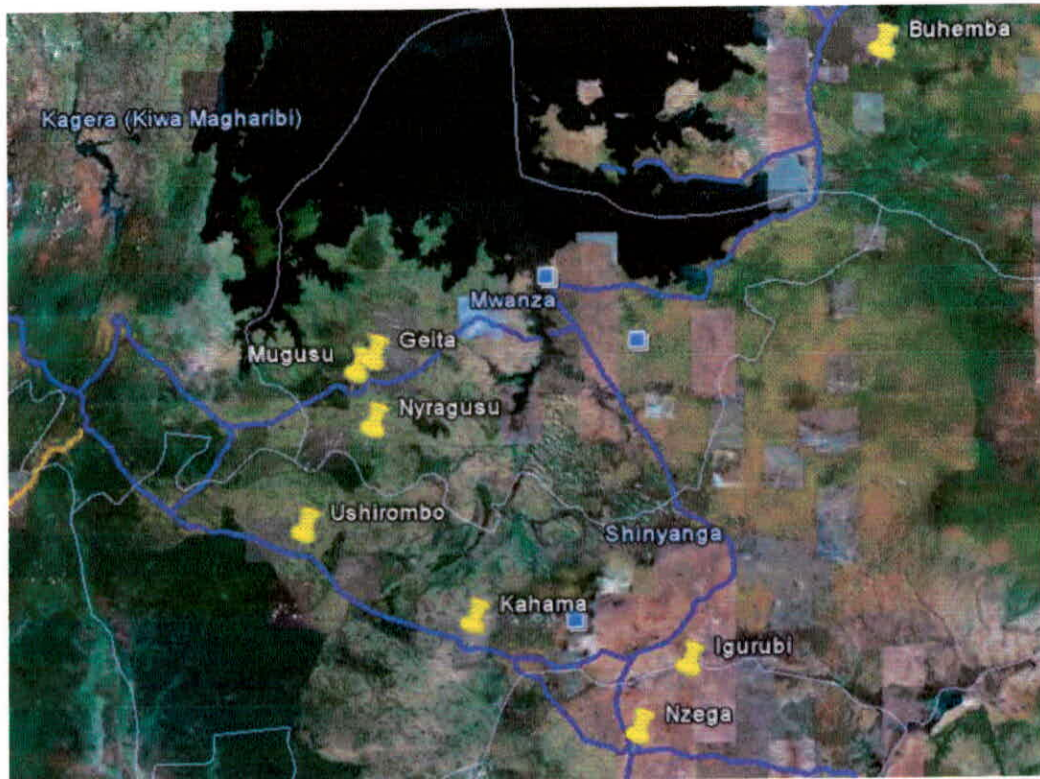 Buhemba
Kagera (Kiwa Magharibi)
Mwanza
Geita
Mugusu
Nyragusu
Ushirombo
Shinyanga
Kahama
Igurubi
Nzega